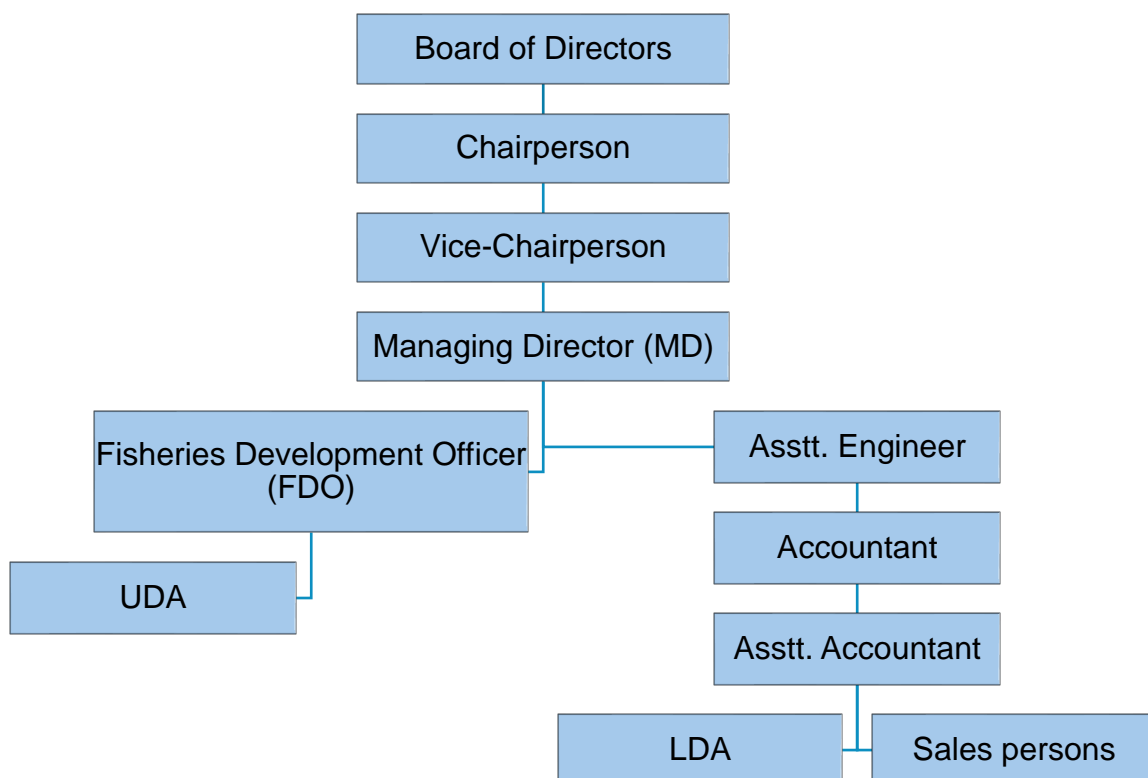 Board of Directors
Chairperson
Vice-Chairperson
Managing Director (MD)
Fisheries Development Officer
(FDO)
Asstt. Engineer
Accountant
UDA
Asstt. Accountant
LDA
Sales persons